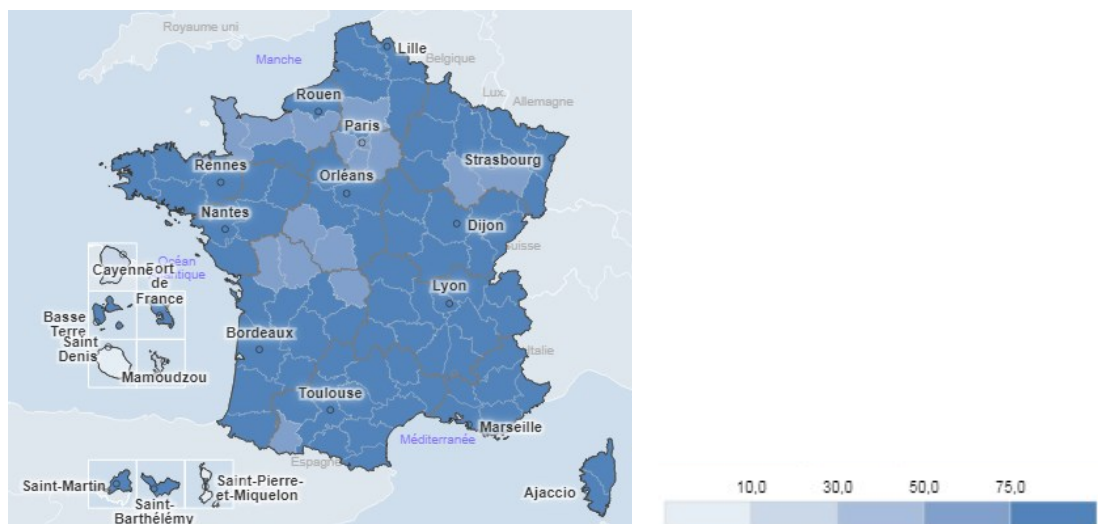 Royaume uni
Lille
Manche
Belgique
Rouen
Lux.
Allemagne
Paris
Strasbourg
Rennes
Orléans
Nantes
Dijon
Suisse
Océan
Cayenne
Fort
de
France
Lyon
Basse
Terre
Bordeaux
Saint
Denis
Italie
Mamoudzou
Toulouse
Marseille
Méditerranée
Espagne
Saint-Martin
Saint-Pierre-
et-Miquelon
Saint-
Barthélémy
Ajaccio
10,0 30,0 50,0 75,0